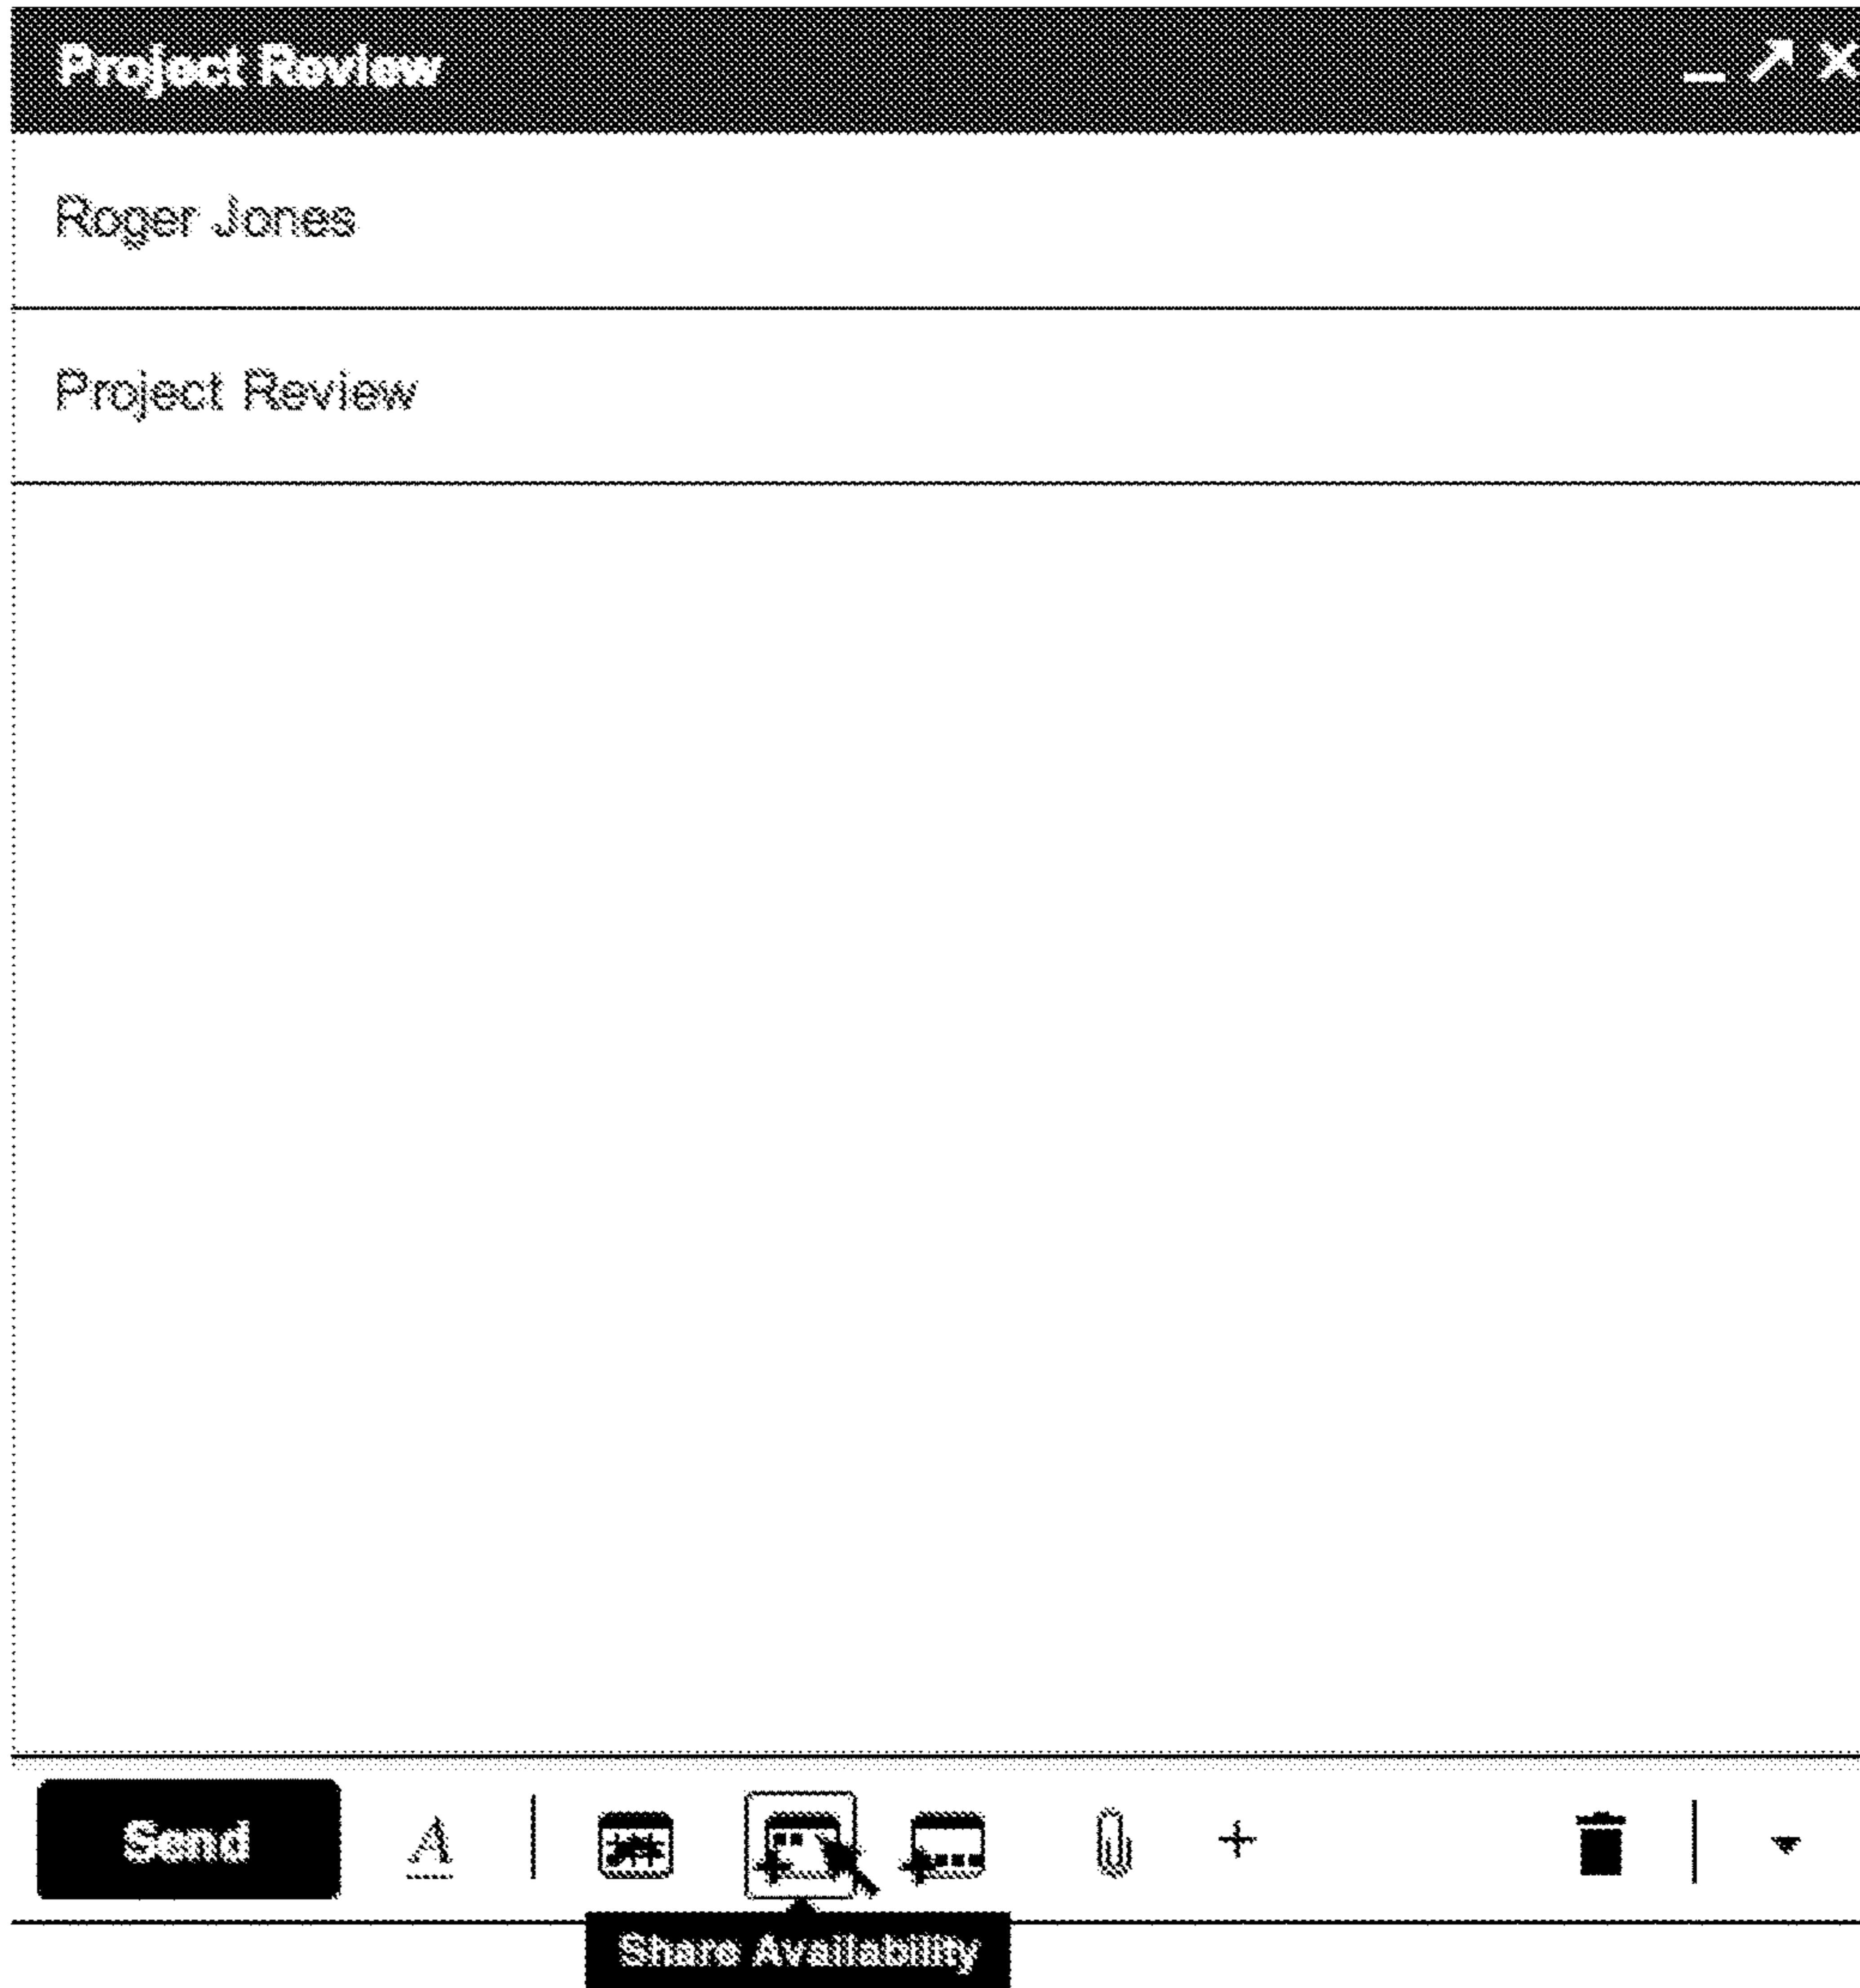 Project Review
Roger Jones
Project Review
Send A
Share Availability